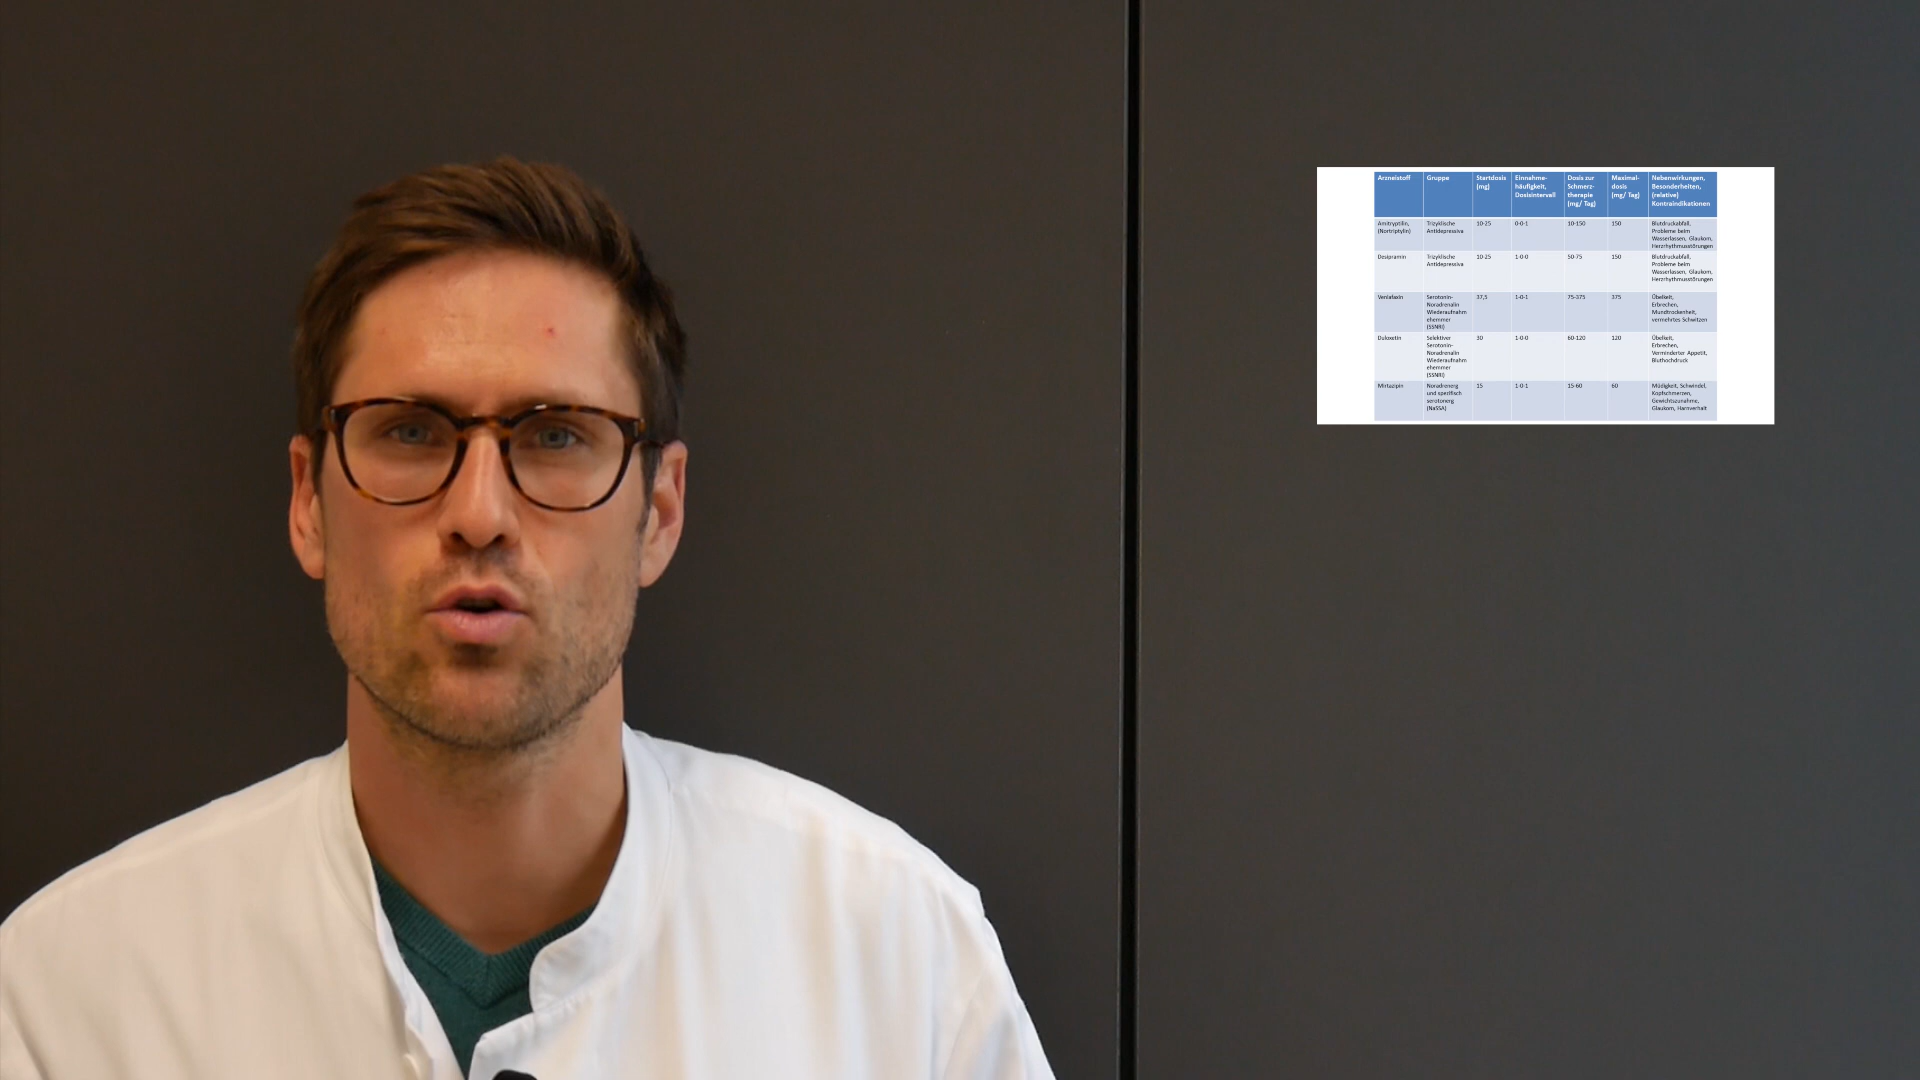 Arzneistoff
Gruppe
Startdosis
(mg)
Einnahme-
häufigkeit,
Dosisintervall
Dosis zur
Schmerz-
therapie
(mg/ Tag)
Maximal-
dosis
(mg/ Tag)
Nebenwirkungen,
Besonderheiten,
(relative)
Kontraindikationen
Amitryptilin,
(Nortriptylin)
Trizyklische
Antidepressiva
10-25
0-0-1
10-150
150
Blutdruckabfall,
Probleme beim
Wasserlassen, Glaukom,
Herzrhythmusstörungen
Desipramin
Trizyklische
Antidepressiva
10-25
1-0-0
50-75
150
Blutdruckabfall,
Probleme beim
Wasserlassen, Glaukom,
Herzrhythmusstörungen
Venlafaxin
Serotonin-
Noradrenalin
Wiederaufnahm
ehemmer
(SSNRI)
37,5
1-0-1
75-375
375
Übelkeit,
Erbrechen,
Mundtrockenheit,
vermehrtes Schwitzen
Duloxetin
Selektiver
Serotonin-
Noradrenalin
Wiederaufnahm
ehemmer
(SSNRI)
30
1-0-0
60-120
120
Übelkeit,
Erbrechen,
Verminderter Appetit,
Bluthochdruck
Mirtazipin
Noradrenerg
und spezifisch
serotonerg
(NaSSA)
15
1-0-1
15-60
60
Müdigkeit, Schwindel,
Kopfschmerzen,
Gewichtszunahme,
Glaukom, Harnverhalt